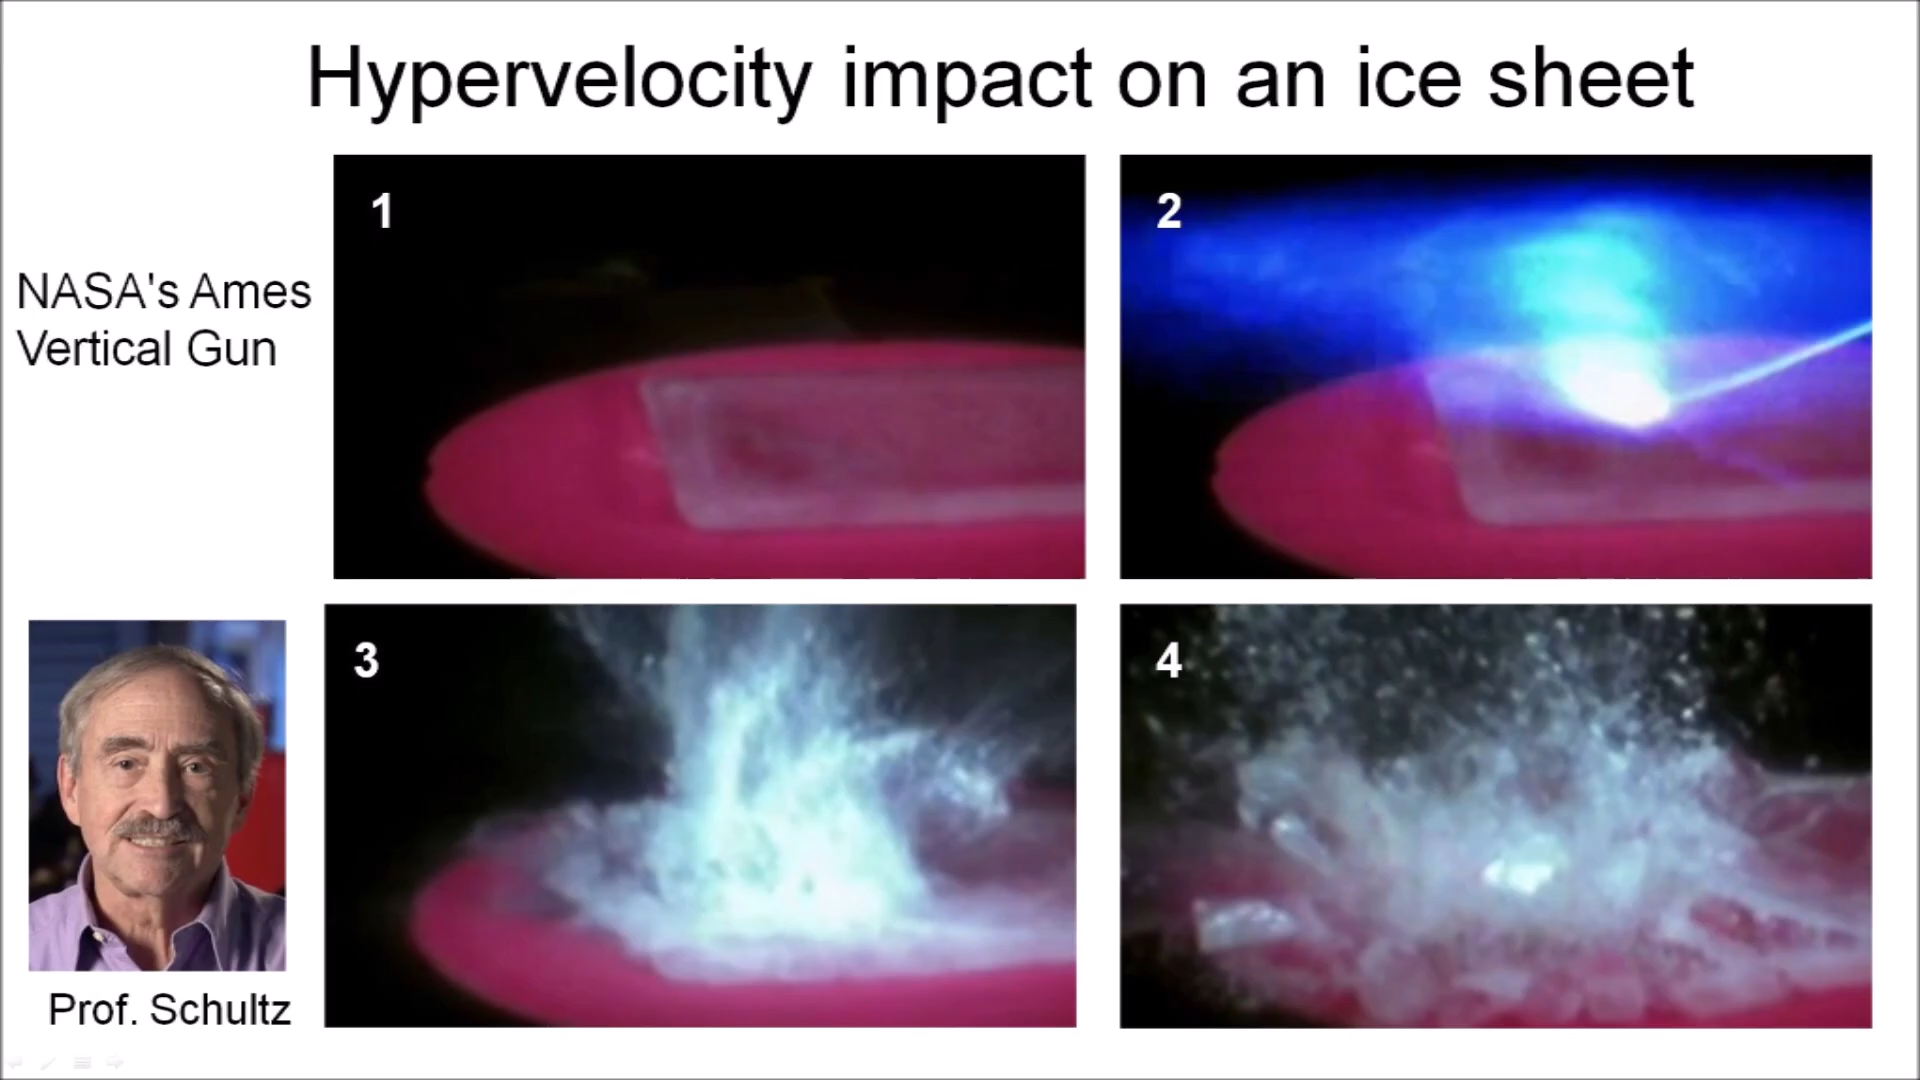 Hypervelocity impact on an ice sheet
NASA's Ames
Vertical Gun
1
2
3
4
Prof. Schultz